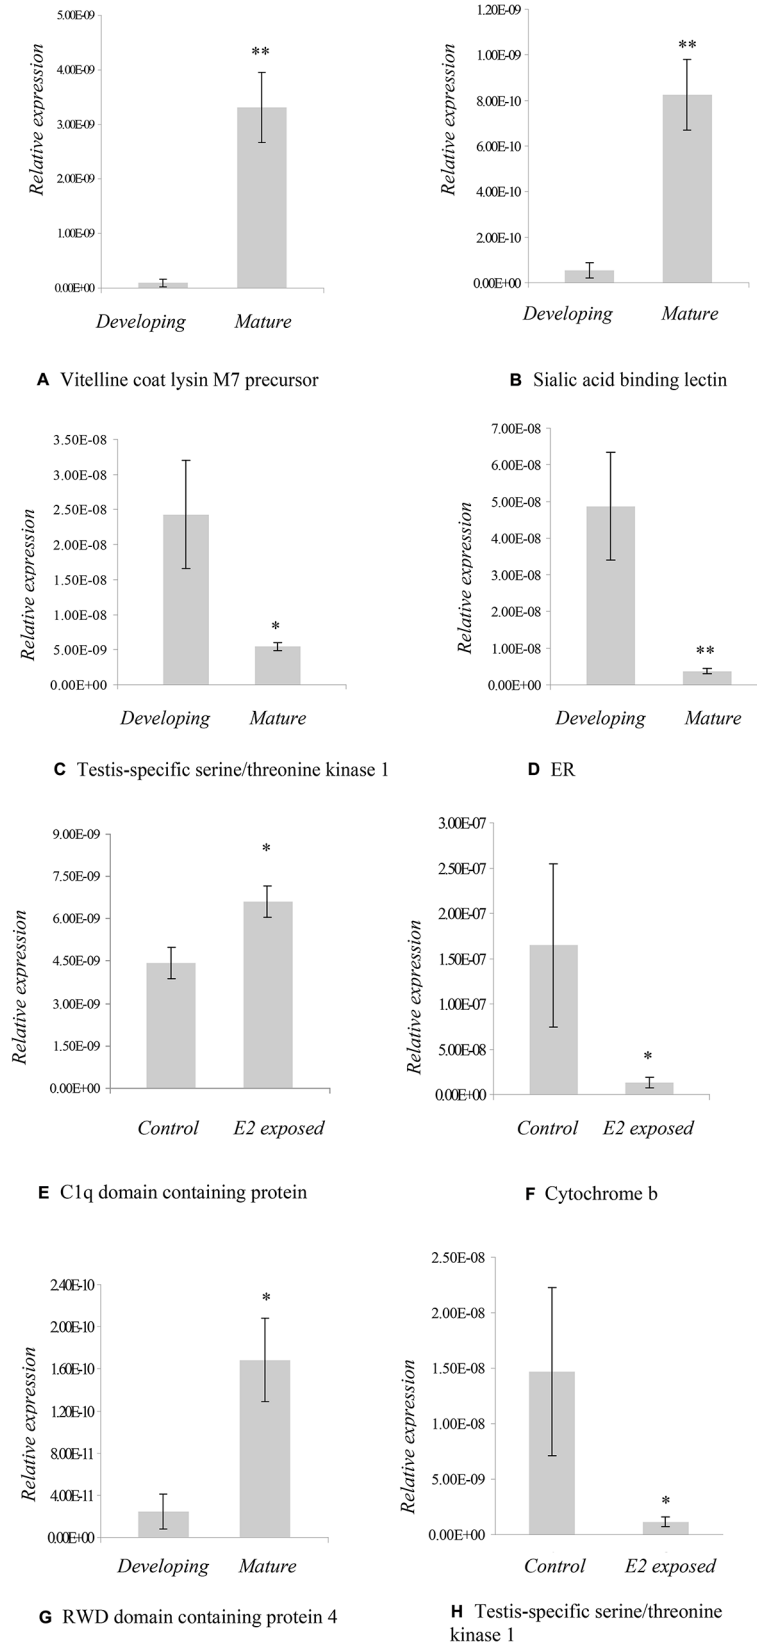 5.00E-09
4.00E-09
3.00E-09
2.00E-09
1.00E-09
0.00E+00
Relative expression
**
Developing Mature
A Vitelline coat lysin M7 precursor
1.20E-09
1.00E-09
8.00E-10
6.00E-10
4.00E-10
2.00E-10
0.00E+00
Relative expression
**
Developing Mature
B Sialic acid binding lectin
3.50E-08
3.00E-08
2.50E-08
2.00E-08
1.50E-08
1.00E-08
5.00E-09
0.00E+00
Relative expression
*
Developing Mature
C Testis-specific serine/threonine kinase 1
7.00E-08
6.00E-08
5.00E-08
4.00E-08
3.00E-08
2.00E-08
1.00E-08
0.00E+00
Relative expression
**
Developing Mature
D ER
9.00E-09
7.50E-09
6.00E-09
4.50E-09
3.00E-09
1.50E-09
0.00E+00
Relative expression
*
Control E2 exposed
E C1q domain containing protein
3.00E-07
2.50E-07
2.00E-07
1.50E-07
1.00E-07
5.00E-08
0.00E+00
Relative expression
*
Control E2 exposed
F Cytochrome b
2.40E-10
2.00E-10
1.60E-10
1.20E-10
8.00E-11
4.00E-11
0.00E+00
Relative expression
*
Developing Mature
G RWD domain containing protein 4
2.50E-08
2.00E-08
1.50E-08
1.00E-08
5.00E-09
0.00E+00
Relative expression
*
Control E2 exposed
H Testis-specific serine/threonine
kinase 1